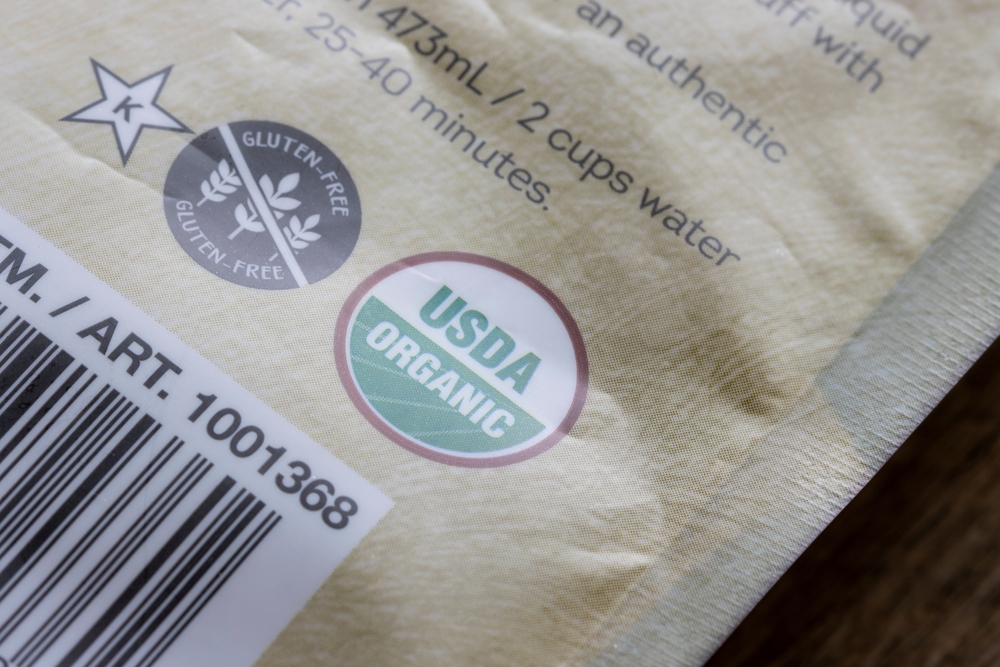 quid
uff with
an authentic
473mL / 2 cups water
25-40 minutes.
K
GLUTEN-FREE
GLUTEN-FREE
USDA
ORGANIC
TM. / ART. 1001368